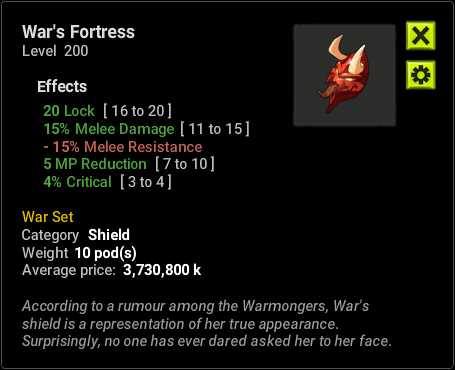 War's Fortress
Level 200
Effects
20 Lock [ 16 to 20 ]
15% Melee Damage [ 11 to 15 ]
- 15% Melee Resistance
5 MP Reduction [ 7 to 10 ]
4% Critical [ 3 to 4 ]
War Set
Category Shield
Weight 10 pod(s)
Average price: 3,730,800 k
According to a rumour among the Warmongers, War's
shield is a representation of her true appearance.
Surprisingly, no one has ever dared asked her to her face.